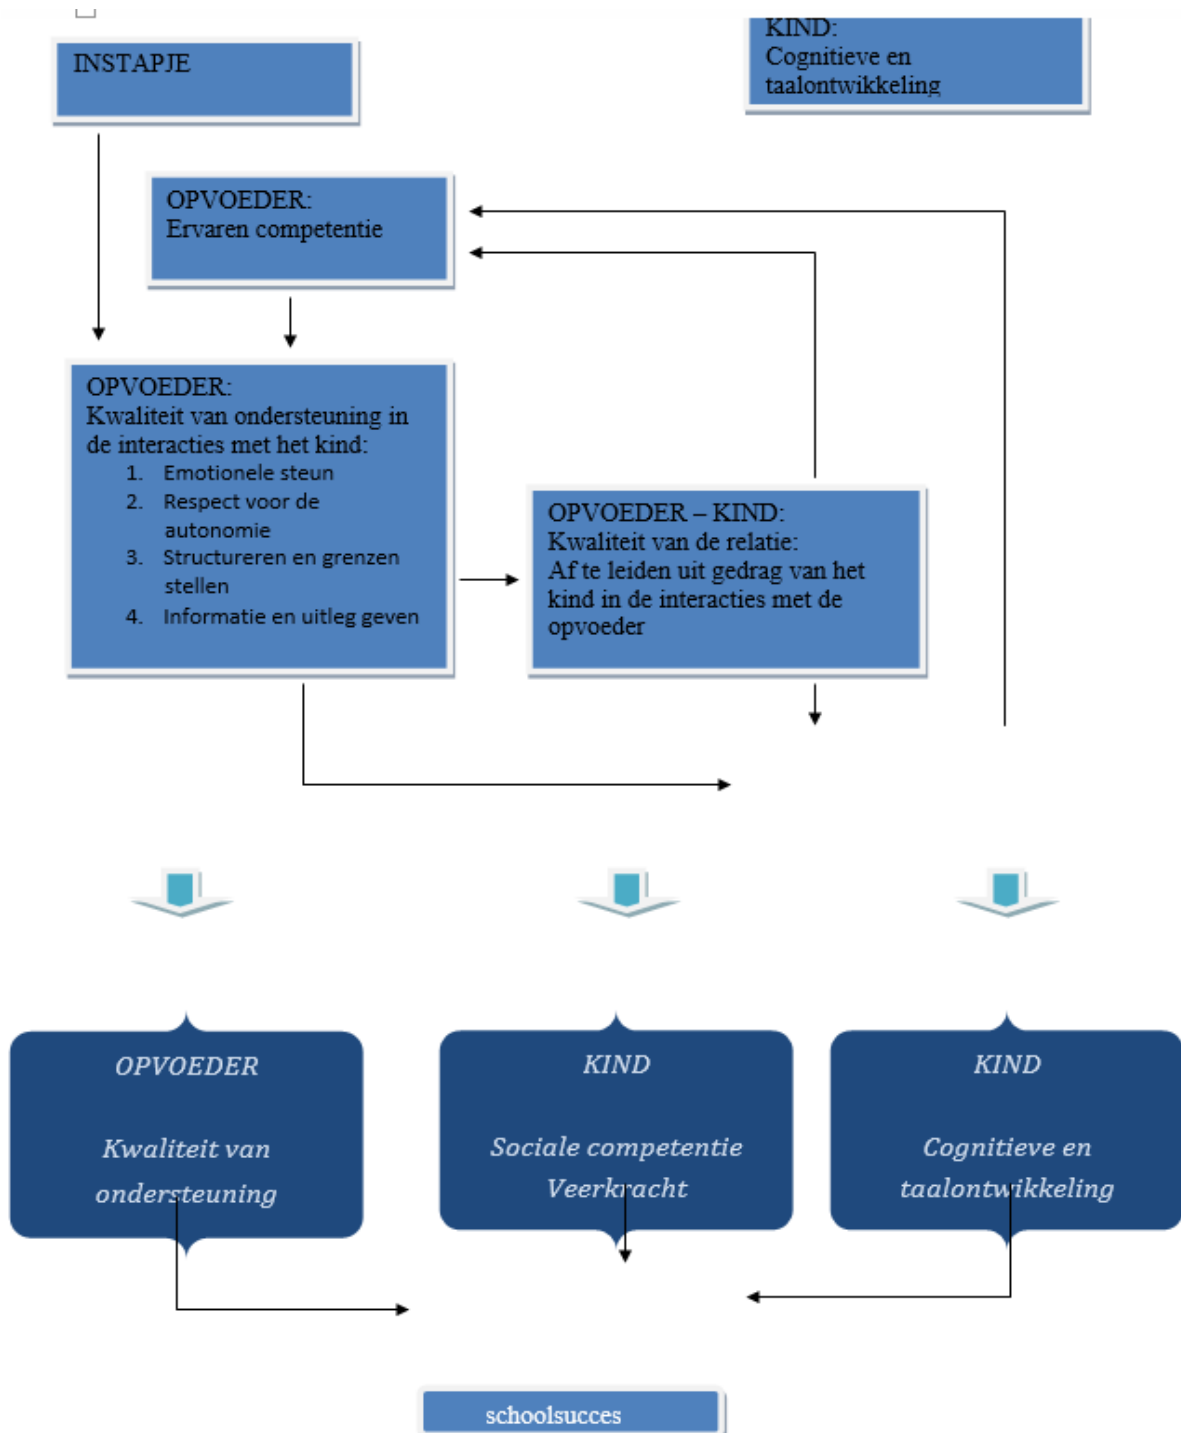 INSTAPJE
KIND:
Cognitieve en
taalontwikkeling
OPVOEDER:
Ervaren competentie
OPVOEDER:
Kwaliteit van ondersteuning in
de interacties met het kind:
1. Emotionele steun
2. Respect voor de
autonomie
3. Structureren en grenzen
stellen
4. Informatie en uitleg geven
OPVOEDER – KIND:
Kwaliteit van de relatie:
Af te leiden uit gedrag van het
kind in de interacties met de
opvoeder
OPVOEDER
Kwaliteit van
ondersteuning
KIND
Sociale competentie
Veerkracht
KIND
Cognitieve en
taalontwikkeling
schoolsucces